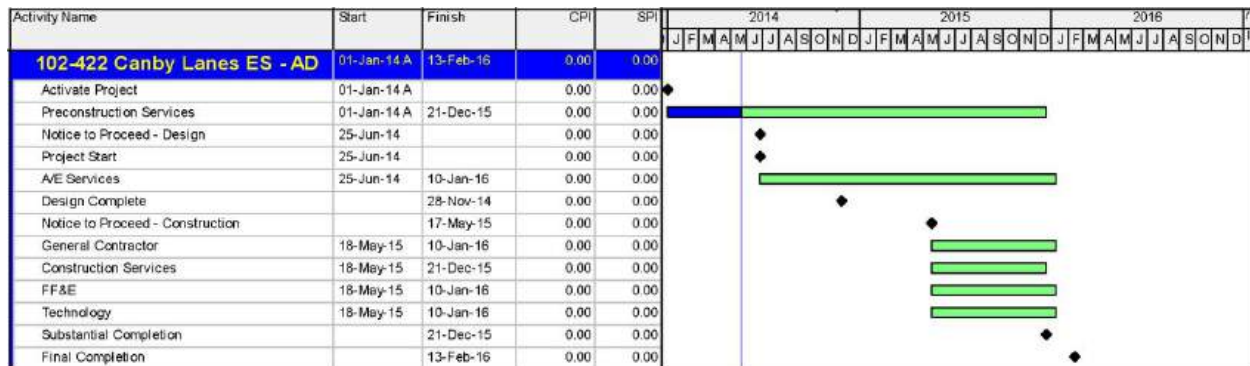 Activity Name Start Finish CPI SPI 2014 2015 2016
J F M A M J J A S O N D J F M A M J J A S O N D J F M A M J J A S O N D
102-422 Canby Lanes ES - AD 01-Jan-14 A 13-Feb-16 0.00 0.00
Activate Project 01-Jan-14 A 0.00 0.00
Preconstruction Services 01-Jan-14 A 21-Dec-15 0.00 0.00
Notice to Proceed - Design 25-Jun-14 0.00 0.00
Project Start 25-Jun-14 0.00 0.00
A/E Services 25-Jun-14 10-Jan-16 0.00 0.00
Design Complete 28-Nov-14 0.00 0.00
Notice to Proceed - Construction 17-May-15 0.00 0.00
General Contractor 18-May-15 10-Jan-16 0.00 0.00
Construction Services 18-May-15 21-Dec-15 0.00 0.00
FF&E 18-May-15 10-Jan-16 0.00 0.00
Technology 18-May-15 10-Jan-16 0.00 0.00
Substantial Completion 21-Dec-15 0.00 0.00
Final Completion 13-Feb-16 0.00 0.00